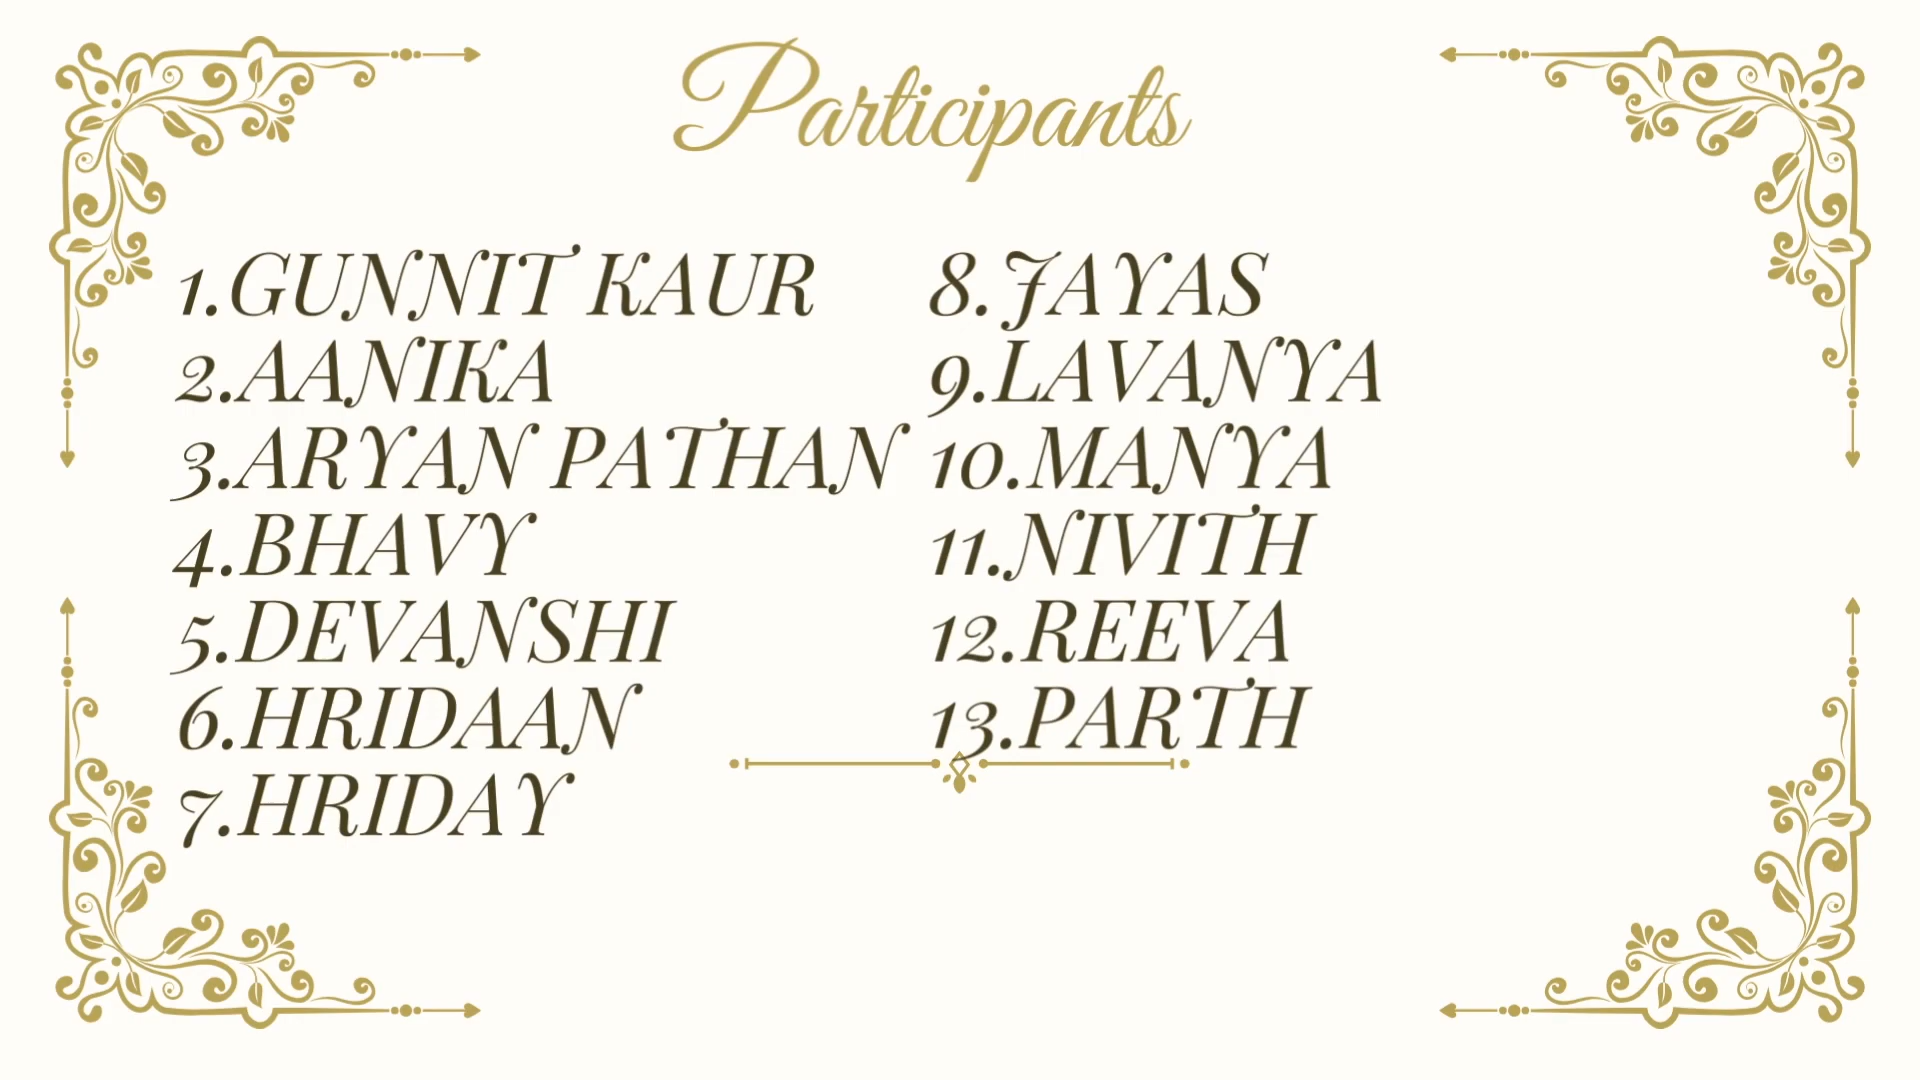 Participants
1.GUNNIT KAUR
2.AANIKA
3.ARYAN PATHAN
4.BHAVY
5.DEVANSHI
6.HRIDAAN
7.HRIDAY
8.JAYAS
9.LAVANYA
10.MANYA
11.NIVITH
12.REEVA
13.PARTH